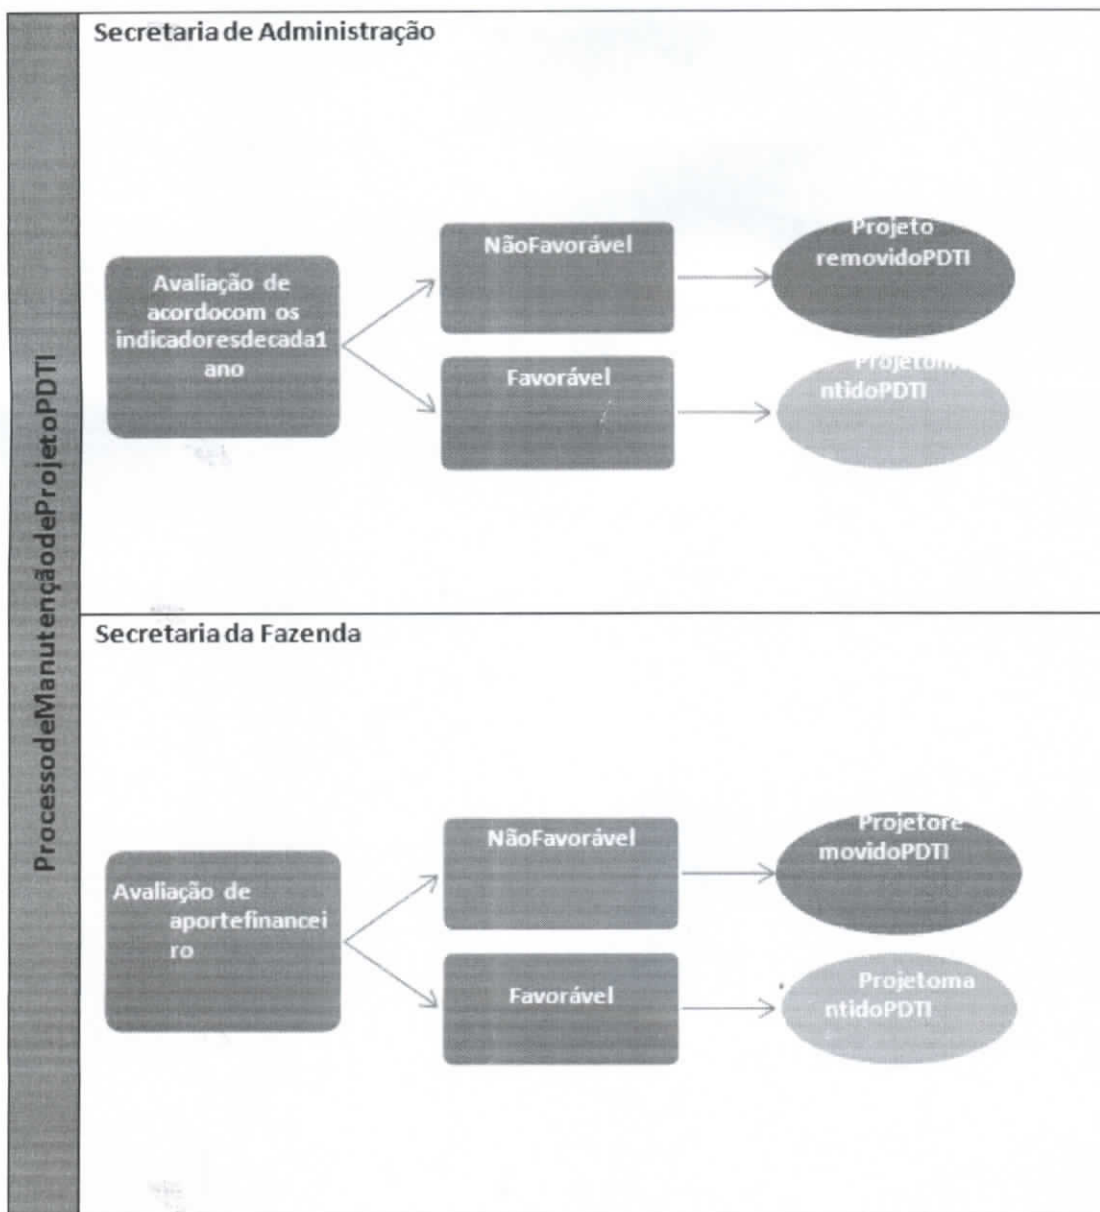 Secretaria de Administração
ProcessodeManutençãodeProjetoPDTI
Avaliação de
acordocom os
indicadoresdecada1
ano
NãoFavorável
Projeto
removidoPDTI
Favorável
Projetoma
ntidoPDTI
Secretaria da Fazenda
Avaliação de
aportefinancei
ro
NãoFavorável
Projetore
movidoPDTI
Favorável
Projetoma
ntidoPDTI